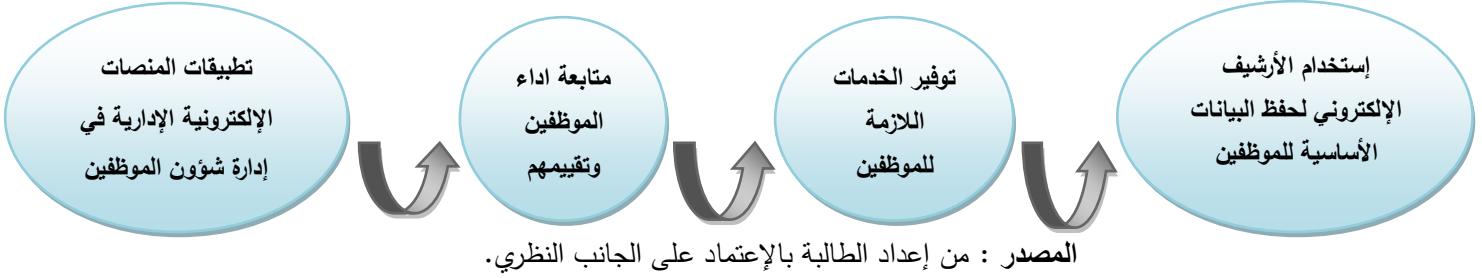 تطبيقات المنصات
الإلكترونية الإدارية في
إدارة شؤون الموظفين
متابعة اداء
الموظفين
وتقييمهم
توفير الخدمات
اللازمة
للموظفين
إستخدام الأرشيف
الإلكتروني لحفظ البيانات
الأساسية للموظفين
المصدر : من إعداد الطالبة بالإعتماد على الجانب النظري.